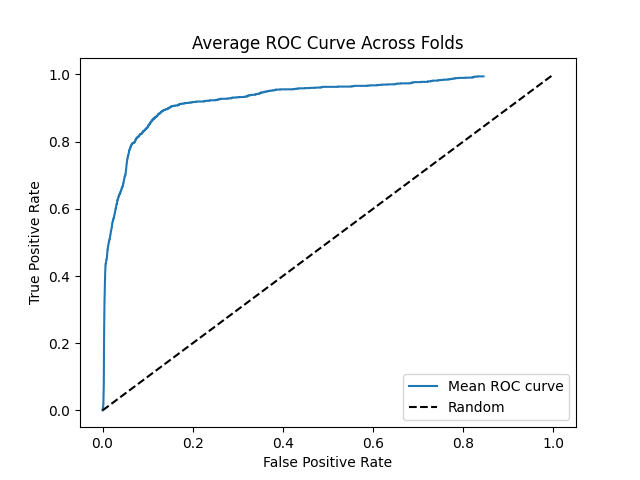 Average ROC Curve Across Folds
True Positive Rate
1.0
0.8
0.6
0.4
0.2
0.0
Mean ROC curve
Random
0.0 0.2 0.4 0.6 0.8 1.0
False Positive Rate